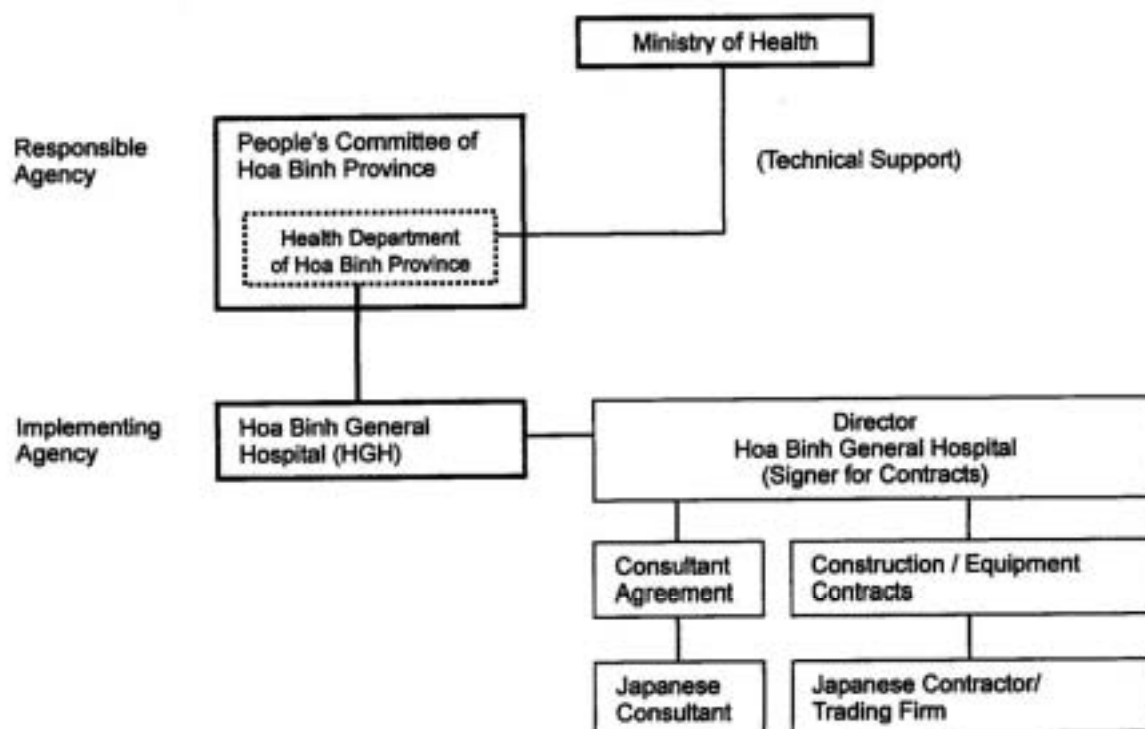 Ministry of Health
Responsible
Agency
People's Committee of
Hoa Binh Province
(Technical Support)
Health Department
of Hoa Binh Province
Implementing
Agency
Hoa Binh General
Hospital (HGH)
Director
Hoa Binh General Hospital
(Signer for Contracts)
Consultant
Agreement
Construction / Equipment
Contracts
Japanese
Consultant
Japanese Contractor/
Trading Firm